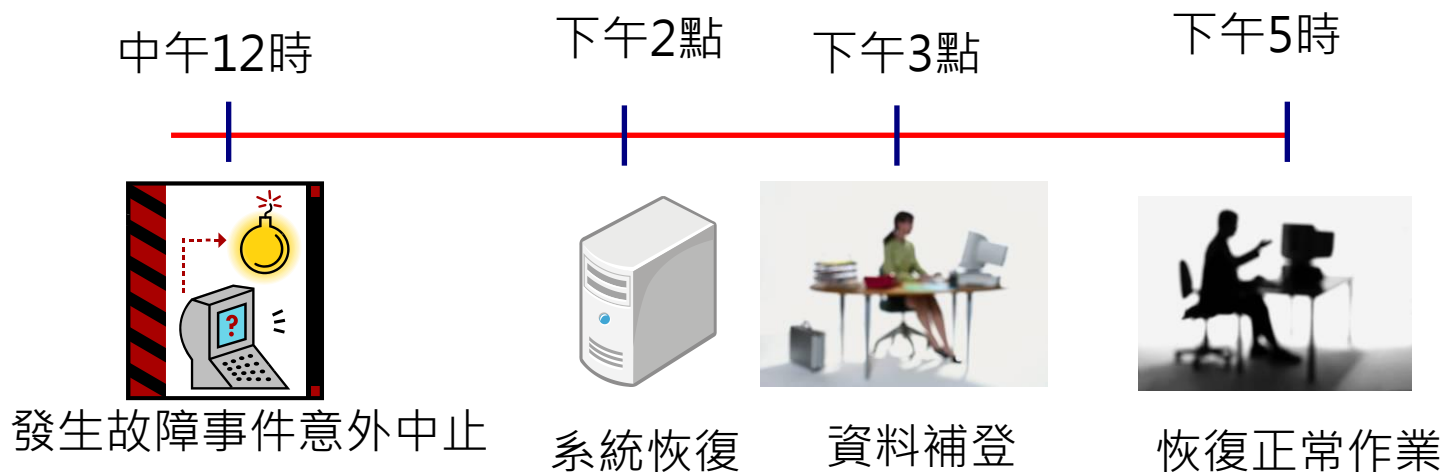 中午12時
下午2點
下午3點
下午5時
?
發生故障事件意外中止
系統恢復
資料補登
恢復正常作業